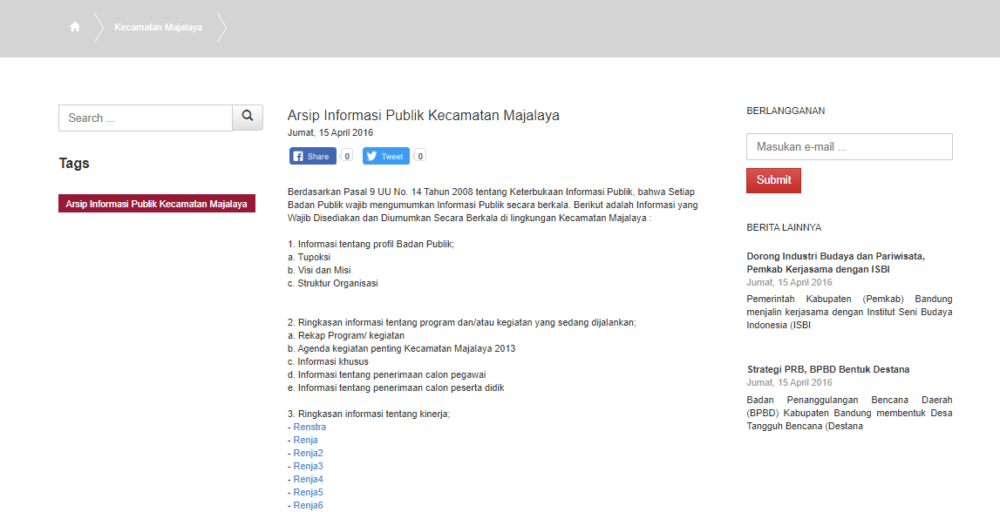 Kecamatan Majalaya
Search ...
Tags
Arsip Informasi Publik Kecamatan Majalaya
Arsip Informasi Publik Kecamatan Majalaya
Jumat, 15 April 2016
Share 0 Tweet 0
Berdasarkan Pasal 9 UU No. 14 Tahun 2008 tentang Keterbukaan Informasi Publik, bahwa Setiap
Badan Publik wajib mengumumkan Informasi Publik secara berkala. Berikut adalah Informasi yang
Wajib Disediakan dan Diumumkan Secara Berkala di lingkungan Kecamatan Majalaya :
1. Informasi tentang profil Badan Publik;
a. Tupoksi
b. Visi dan Misi
c. Struktur Organisasi
2. Ringkasan informasi tentang program dan/atau kegiatan yang sedang dijalankan;
a. Rekap Program/ kegiatan
b. Agenda kegiatan penting Kecamatan Majalaya 2013
c. Informasi khusus
d. Informasi tentang penerimaan calon pegawai
e. Informasi tentang penerimaan calon peserta didik
3. Ringkasan informasi tentang kinerja;
- Renstra
- Renja
- Renja2
- Renja3
- Renja4
- Renja5
- Renja6
BERLANGGANAN
Masukan e-mail ...
Submit
BERITA LAINNYA
Dorong Industri Budaya dan Pariwisata,
Pemkab Kerjasama dengan ISBI
Jumat, 15 April 2016
Pemerintah Kabupaten (Pemkab) Bandung
menjalin kerjasama dengan Institut Seni Budaya
Indonesia (ISBI
Strategi PRB, BPBD Bentuk Destana
Jumat, 15 April 2016
Badan Penanggulangan Bencana Daerah
(BPBD) Kabupaten Bandung membentuk Desa
Tangguh Bencana (Destana